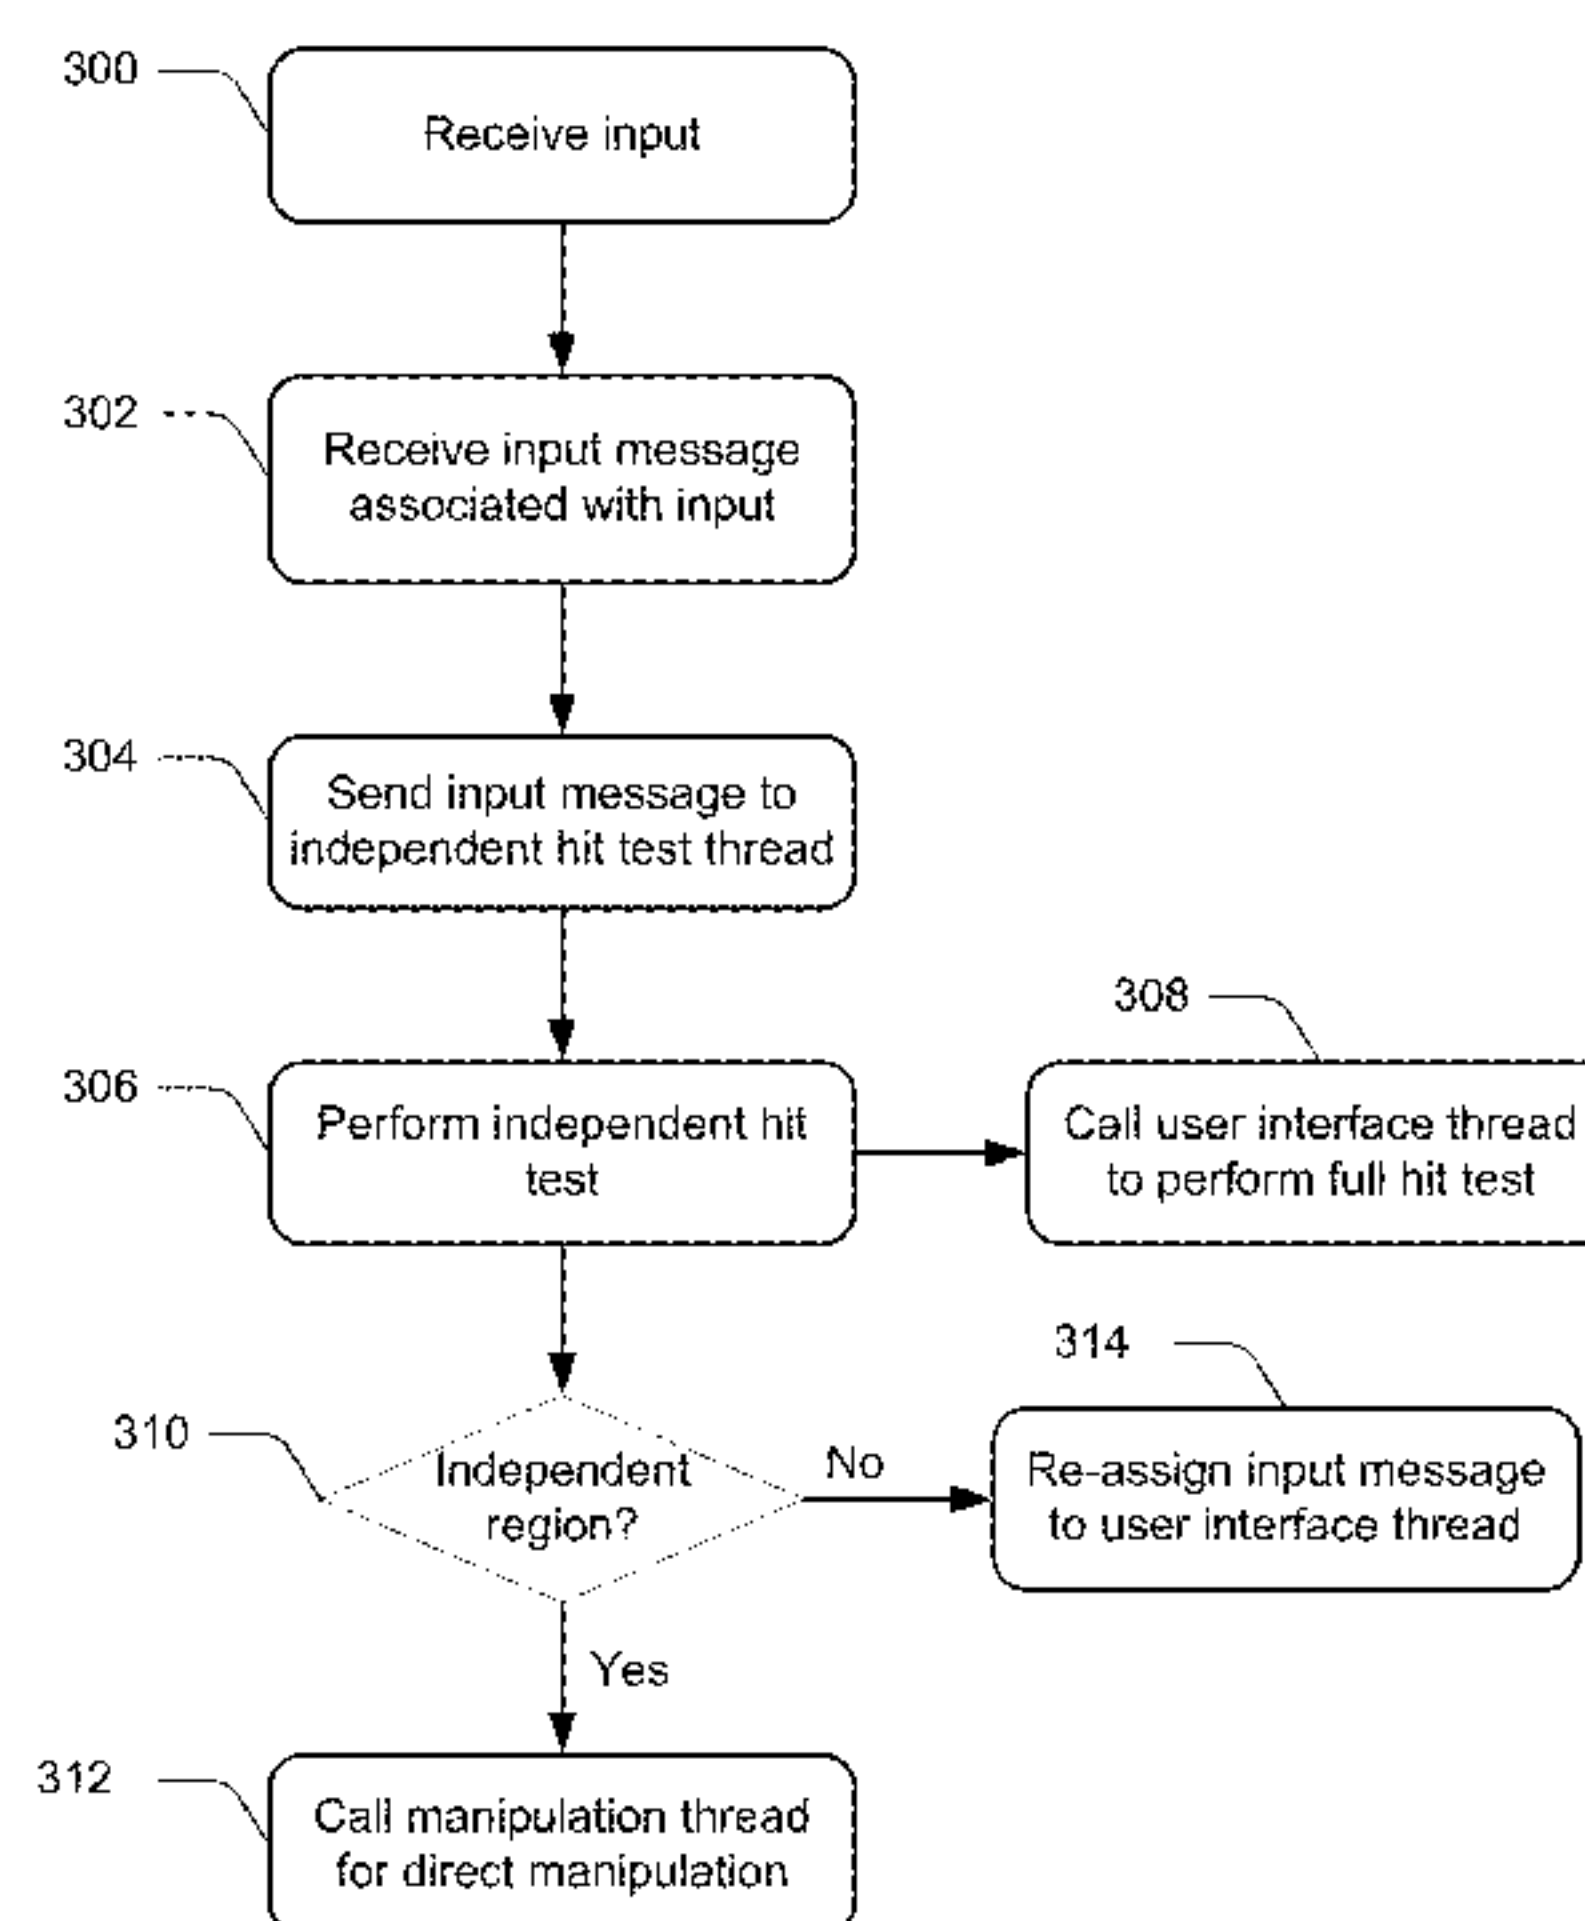 300
Receive input
302
Receive input message
associated with input
304
Send input message to
independent hit test thread
308
306
Perform independent hit
test
Call user interface thread
to perform full hit test
314
310
Independent
region?
No
Re-assign input message
to user interface thread
Yes
312
Call manipulation thread
for direct manipulation